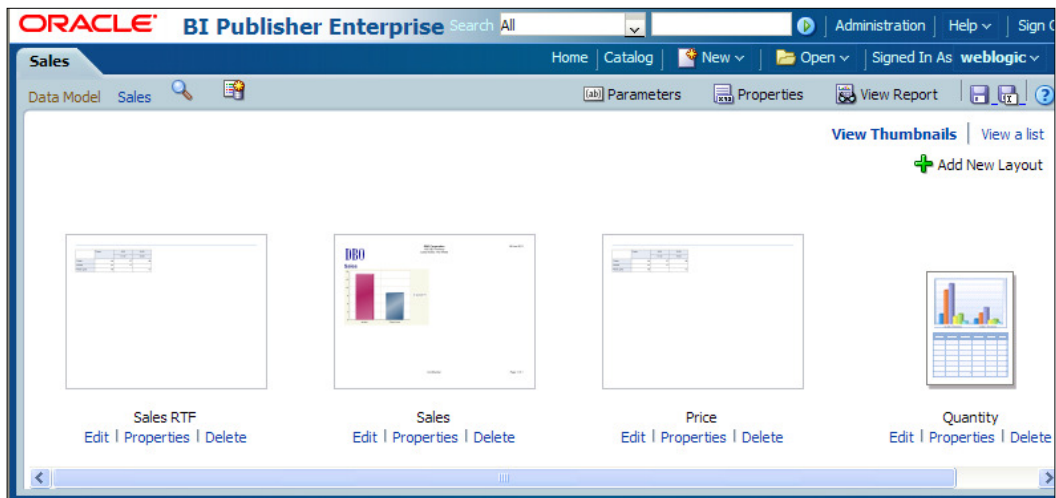 ORACLE BI Publisher Enterprise Search All Administration Help Sign
Sales Home Catalog New Open Signed In As weblogic
Data Model Sales Parameters Properties View Report
View Thumbnails View a list
Add New Layout
DBO
Sales RTF Sales Price Quantity
Edit Properties Delete Edit Properties Delete Edit Properties Delete Edit Properties Delete